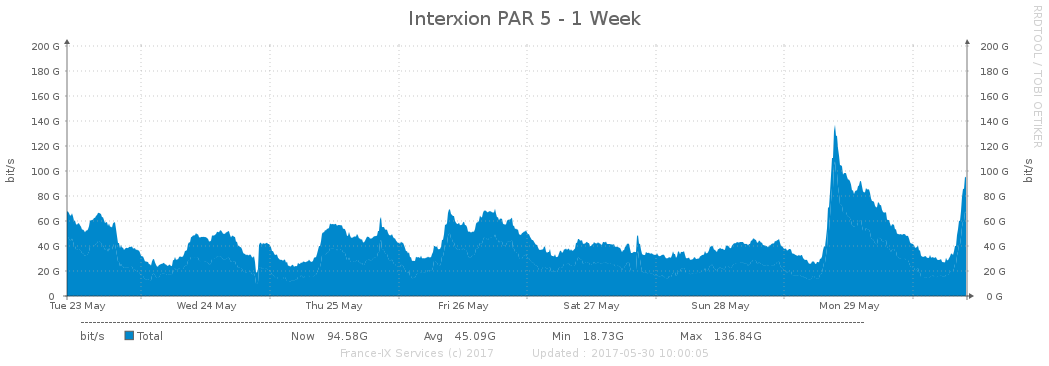 Interxion PAR 5 - 1 Week
RRDTOOL / TOBI OETIKER
200 G 200 G
180 G 180 G
160 G 160 G
140 G 140 G
120 G 120 G
100 G 100 G
80 G 80 G
60 G 60 G
40 G 40 G
20 G 20 G
0 0 G
bit/s
bit/s
Tue 23 May Wed 24 May Thu 25 May Fri 26 May Sat 27 May Sun 28 May Mon 29 May
bit/s Total Now 94.58G Avg 45.09G Min 18.73G Max 136.84G
France-IX Services (c) 2017 Updated : 2017-05-30 10:00:05